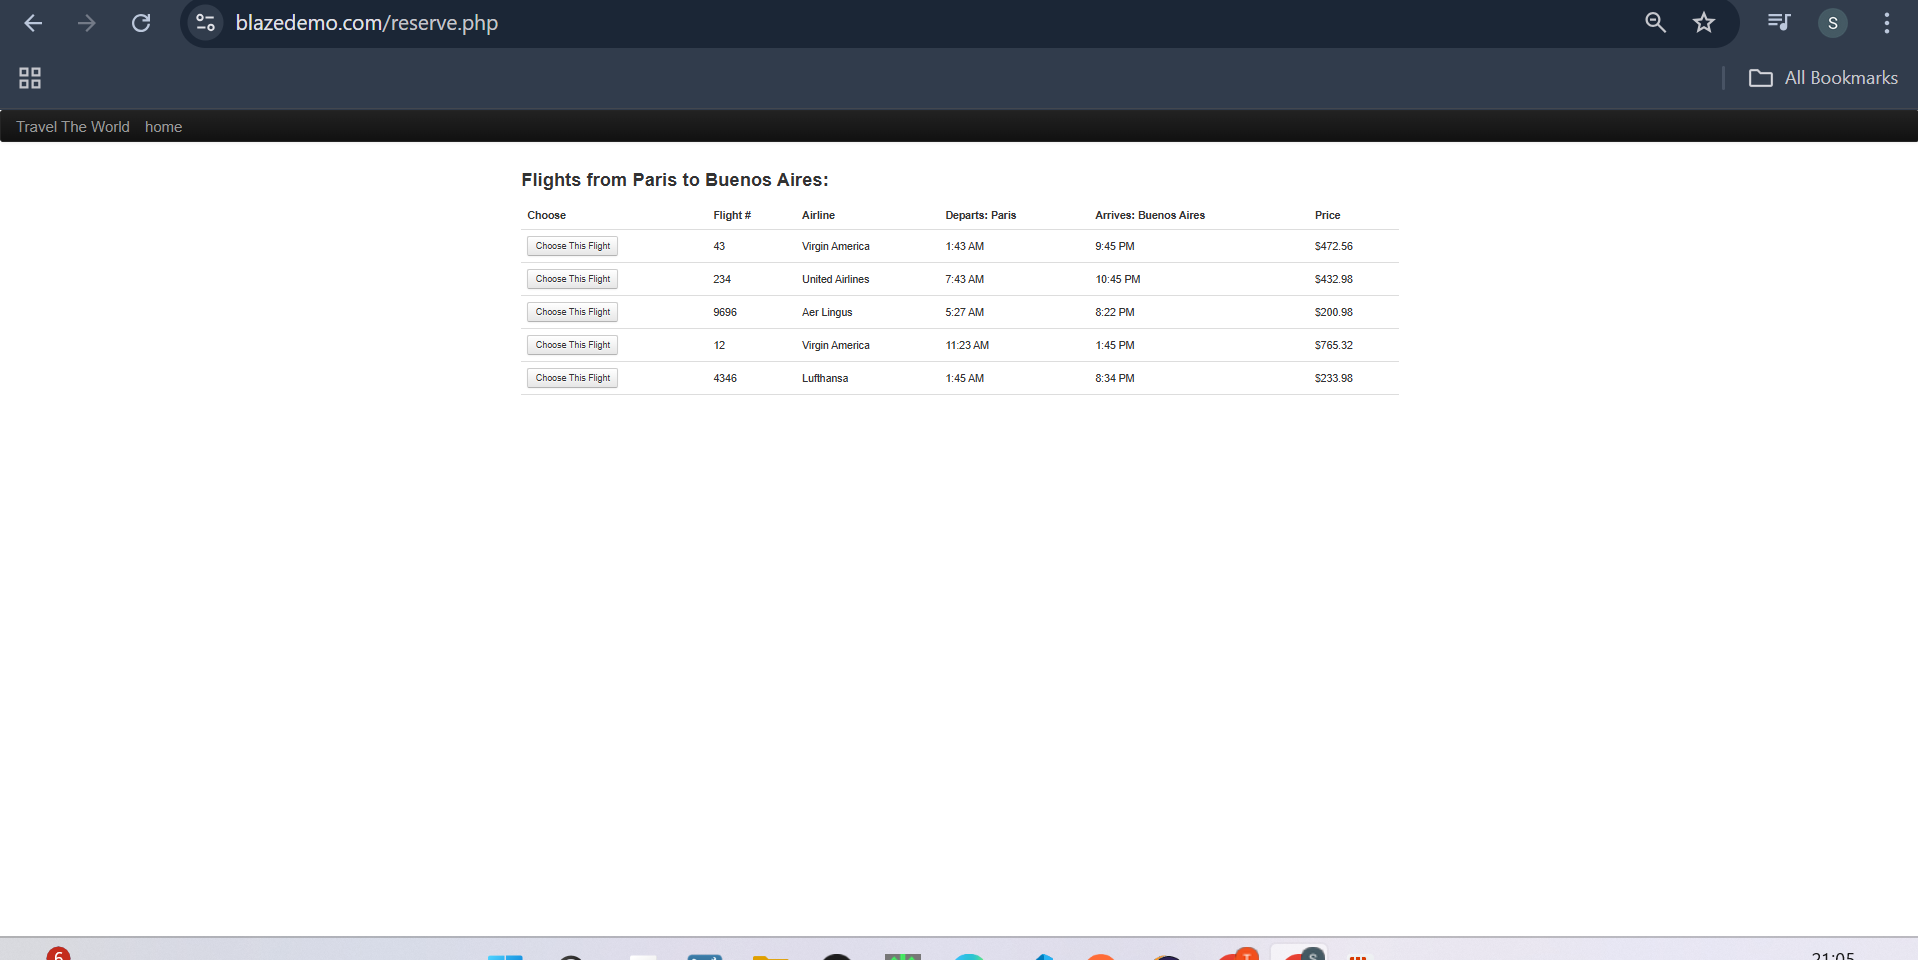 blazedemo.com/reserve.php
S
All Bookmarks
Travel The World home
Flights from Paris to Buenos Aires:
Choose Flight # Airline Departs: Paris Arrives: Buenos Aires Price
Choose This Flight 43 Virgin America 1:43 AM 9:45 PM $472.56
Choose This Flight 234 United Airlines 7:43 AM 10:45 PM $432.98
Choose This Flight 9696 Aer Lingus 5:27 AM 8:22 PM $200.98
Choose This Flight 12 Virgin America 11:23 AM 1:45 PM $765.32
Choose This Flight 4346 Lufthansa 1:45 AM 8:34 PM $233.98
6 T S 21:05